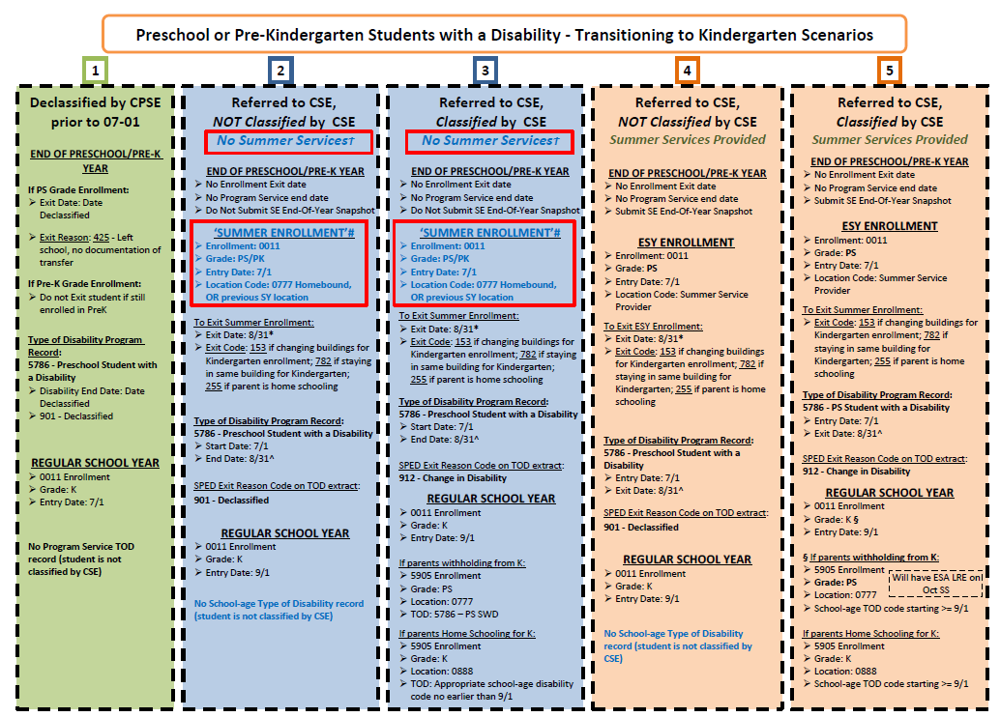 Preschool or Pre-Kindergarten Students with a Disability - Transitioning to Kindergarten Scenarios
1
Declassified by CPSE
prior to 07-01
END OF PRESCHOOL/PRE-K
YEAR
If PS Grade Enrollment:
➢ Exit Date: Date
Declassified
➢ Exit Reason: 425 - Left
school, no documentation of
transfer
If Pre-K Grade Enrollment:
➢ Do not Exit student if still
enrolled in PreK
Type of Disability Program
Record:
5786 - Preschool Student with
a Disability
➢ Disability End Date: Date
Declassified
➢ 901 - Declassified
REGULAR SCHOOL YEAR
➢ 0011 Enrollment
➢ Grade: K
➢ Entry Date: 7/1
No Program Service TOD
record (student is not
classified by CSE)
2
Referred to CSE,
NOT Classified by CSE
No Summer Services†
END OF PRESCHOOL/PRE-K YEAR
➢ No Enrollment Exit date
➢ No Program Service end date
➢ Do Not Submit SE End-Of-Year Snapshot
‘SUMMER ENROLLMENT’#
➢ Enrollment: 0011
➢ Grade: PS/PK
➢ Entry Date: 7/1
➢ Location Code: 0777 Homebound,
OR previous SY location
To Exit Summer Enrollment:
➢ Exit Date: 8/31*
➢ Exit Code: 153 if changing buildings for
Kindergarten enrollment; 782 if staying
in same building for Kindergarten;
255 if parent is home schooling
Type of Disability Program Record:
5786 - Preschool Student with a Disability
➢ Start Date: 7/1
➢ End Date: 8/31^
SPED Exit Reason Code on TOD extract:
901 - Declassified
REGULAR SCHOOL YEAR
➢ 0011 Enrollment
➢ Grade: K
➢ Entry Date: 9/1
No School-age Type of Disability record
(student is not classified by CSE)
3
Referred to CSE,
Classified by CSE
No Summer Services†
END OF PRESCHOOL/PRE-K YEAR
➢ No Enrollment Exit date
➢ No Program Service end date
➢ Do Not Submit SE End-Of-Year Snapshot
‘SUMMER ENROLLMENT’#
➢ Enrollment: 0011
➢ Grade: PS/PK
➢ Entry Date: 7/1
➢ Location Code: 0777 Homebound,
OR previous SY location
To Exit Summer Enrollment:
➢ Exit Date: 8/31*
➢ Exit Code: 153 if changing buildings for
Kindergarten enrollment; 782 if staying
in same building for Kindergarten;
255 if parent is home schooling
Type of Disability Program Record:
5786 - Preschool Student with a Disability
➢ Start Date: 7/1
➢ End Date: 8/31^
SPED Exit Reason Code on TOD extract:
912 - Change in Disability
REGULAR SCHOOL YEAR
➢ 0011 Enrollment
➢ Grade: K
➢ Entry Date: 9/1
If parents withholding from K:
➢ 5905 Enrollment
➢ Grade: PS
➢ Location: 0777
➢ TOD: 5786 – PS SWD
If parents Home Schooling for K:
➢ 5905 Enrollment
➢ Grade: K
➢ Location: 0888
➢ TOD: Appropriate school-age disability
code no earlier than 9/1
4
Referred to CSE,
NOT Classified by CSE
Summer Services Provided
END OF PRESCHOOL/PRE-K YEAR
➢ No Enrollment Exit date
➢ No Program Service end date
➢ Submit SE End-Of-Year Snapshot
ESY ENROLLMENT
➢ Enrollment: 0011
➢ Grade: PS
➢ Entry Date: 7/1
➢ Location Code: Summer Service
Provider
To Exit ESY Enrollment:
➢ Exit Date: 8/31*
➢ Exit Code: 153 if changing buildings
for Kindergarten enrollment; 782 if
staying in same building for
Kindergarten; 255 if parent is home
schooling
Type of Disability Program Record:
5786 - Preschool Student with a
Disability
➢ Entry Date: 7/1
➢ Exit Date: 8/31^
SPED Exit Reason Code on TOD extract:
901 - Declassified
REGULAR SCHOOL YEAR
➢ 0011 Enrollment
➢ Grade: K
➢ Entry Date: 9/1
No School-age Type of Disability
record (student is not classified by
CSE)
5
Referred to CSE,
Classified by CSE
Summer Services Provided
END OF PRESCHOOL/PRE-K YEAR
➢ No Enrollment Exit date
➢ No Program Service end date
➢ Submit SE End-Of-Year Snapshot
ESY ENROLLMENT
➢ Enrollment: 0011
➢ Grade: PS
➢ Entry Date: 7/1
➢ Location Code: Summer Service
Provider
To Exit Summer Enrollment:
➢ Exit Code: 153 if changing buildings for
Kindergarten enrollment; 782 if
staying in same building for
Kindergarten; 255 if parent is home
schooling
Type of Disability Program Record:
5786 - PS Student with a Disability
➢ Entry Date: 7/1
➢ Exit Date: 8/31^
SPED Exit Reason Code on TOD extract:
912 - Change in Disability
REGULAR SCHOOL YEAR
➢ 0011 Enrollment
➢ Grade: K §
➢ Entry Date: 9/1
§ If parents withholding from K:
➢ 5905 Enrollment
➢ Grade: PS
➢ Location: 0777
➢ School-age TOD code starting >= 9/1
Will have ESA LRE on
Oct SS
If parents Home Schooling for K:
➢ 5905 Enrollment
➢ Grade: K
➢ Location: 0888
➢ School-age TOD code starting >= 9/1